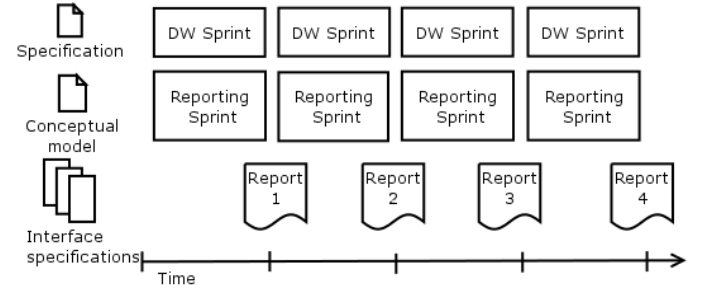 Specification
DW Sprint
DW Sprint
DW Sprint
DW Sprint
Conceptual
model
Reporting
Sprint
Reporting
Sprint
Reporting
Sprint
Reporting
Sprint
Interface
specifications
Report
1
Report
2
Report
3
Report
4
Time